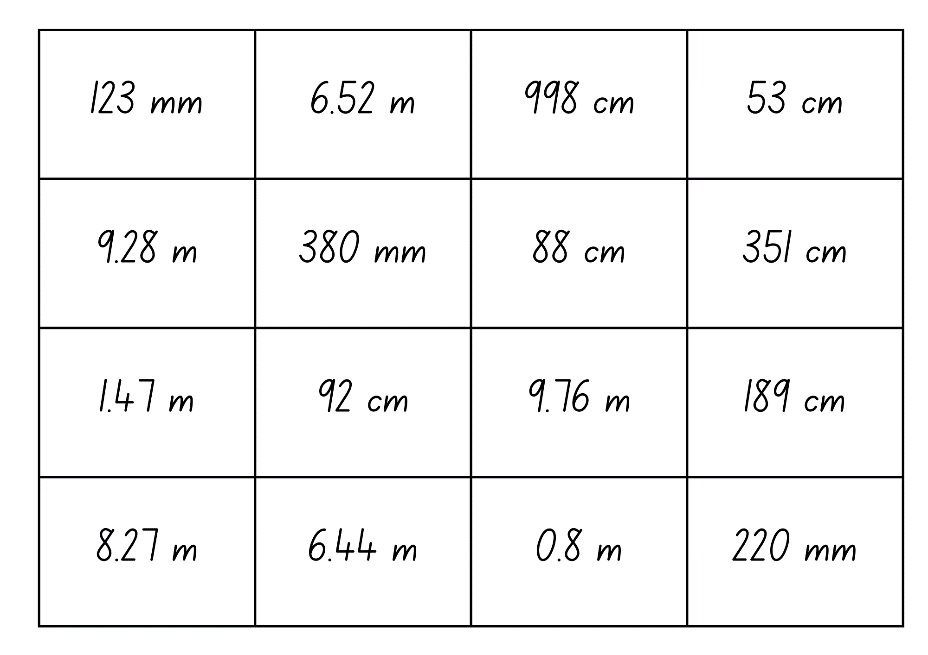 123 mm 6.52 m 998 cm 53 cm
9.28 m 380 mm 88 cm 351 cm
1.47 m 92 cm 9.76 m 189 cm
8.27 m 6.44 m 0.8 m 220 mm